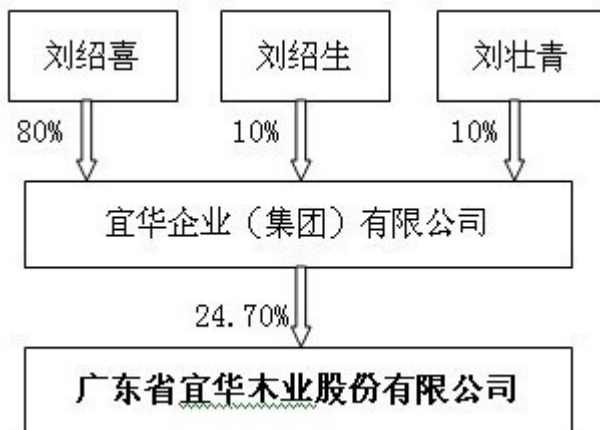 刘绍喜 刘绍生 刘壮青
80% 10% 10%
宜华企业（集团）有限公司
24.70%
广东省宜华木业股份有限公司